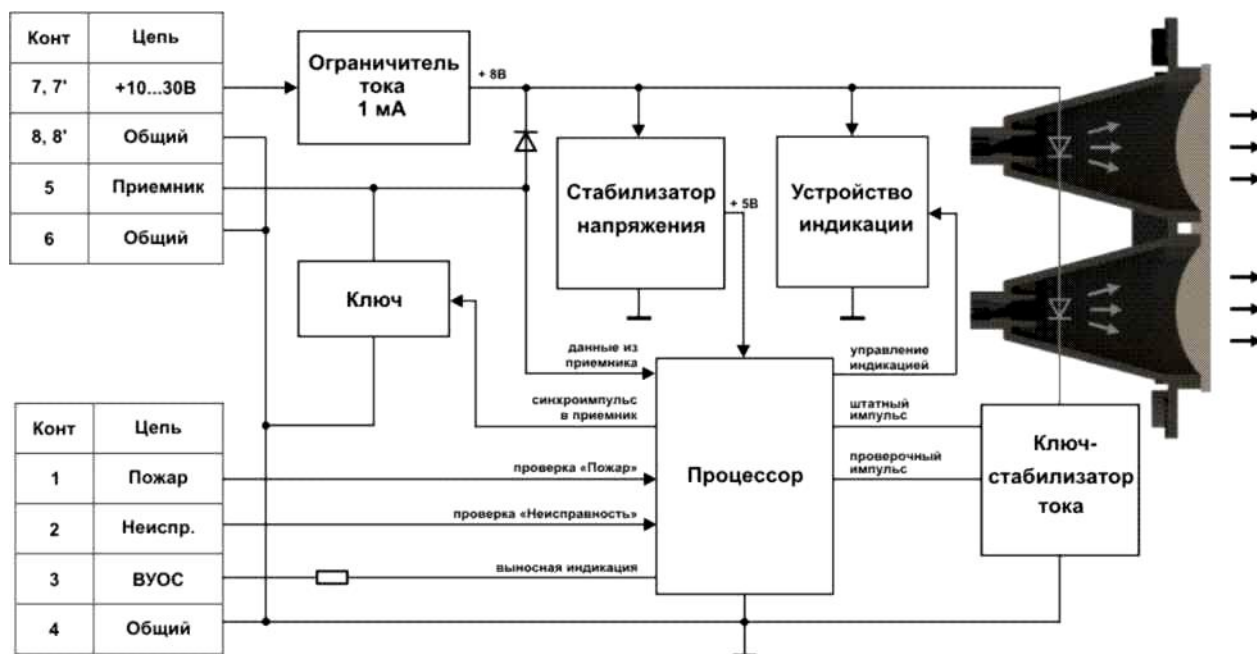 Конт Цепь
7, 7' +10...30В
8, 8' Общий
5 Приемник
6 Общий
Ограничитель
тока
1 мА
+ 8В
Стабилизатор
напряжения
+ 5В
Устройство
индикации
Ключ
данные из
приемника
управление
индикацией
синхроимпульс
в приемник
штатный
импульс
Конт Цепь
1 Пожар
2 Неиспр.
3 ВУОС
4 Общий
проверка «Пожар»
проверка «Неисправность»
выносная индикация
Процессор
проверочный
импульс
Ключ-
стабилизатор
тока